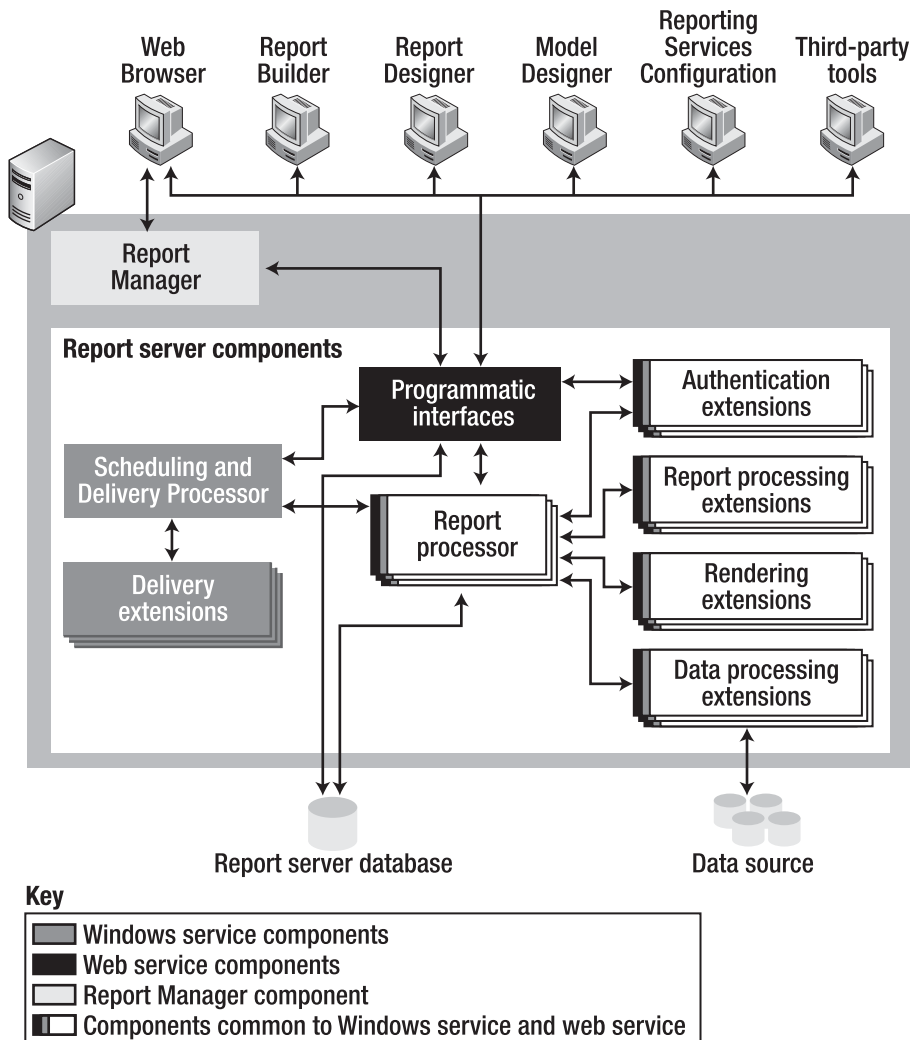 Web
Browser
Report
Builder
Report
Designer
Model
Designer
Reporting
Services
Configuration
Third-party
tools
Report
Manager
Report server components
Programmatic
interfaces
Authentication
extensions
Scheduling and
Delivery Processor
Report processing
extensions
Report
processor
Delivery
extensions
Rendering
extensions
Data processing
extensions
Report server database
Data source
Key
Windows service components
Web service components
Report Manager component
Components common to Windows service and web service